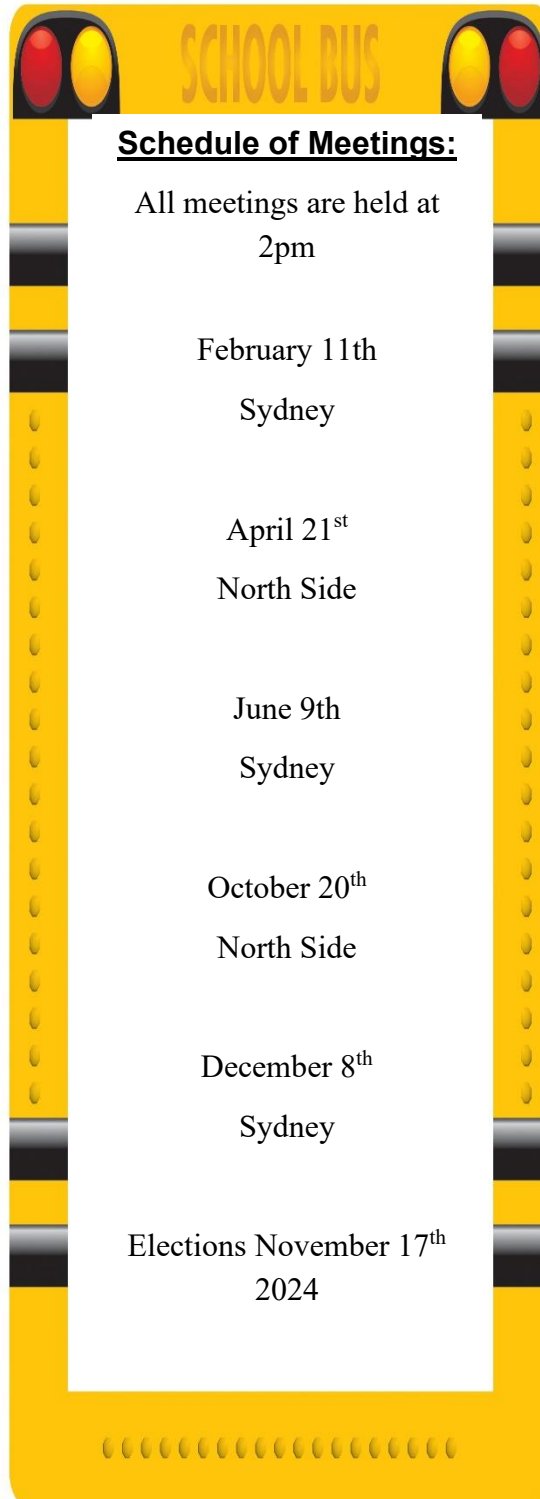 SCHOOL BUS
Schedule of Meetings:
All meetings are held at
2pm
February 11th
Sydney
April 21st
North Side
June 9th
Sydney
October 20th
North Side
December 8th
Sydney
Elections November 17th
2024